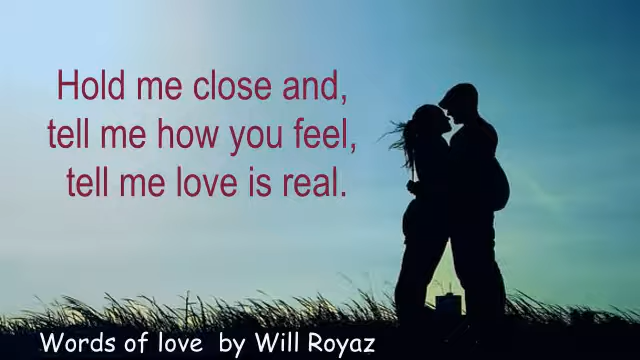 Hold me close and,
tell me how you feel,
tell me love is real.
Words of love by Will Royaz